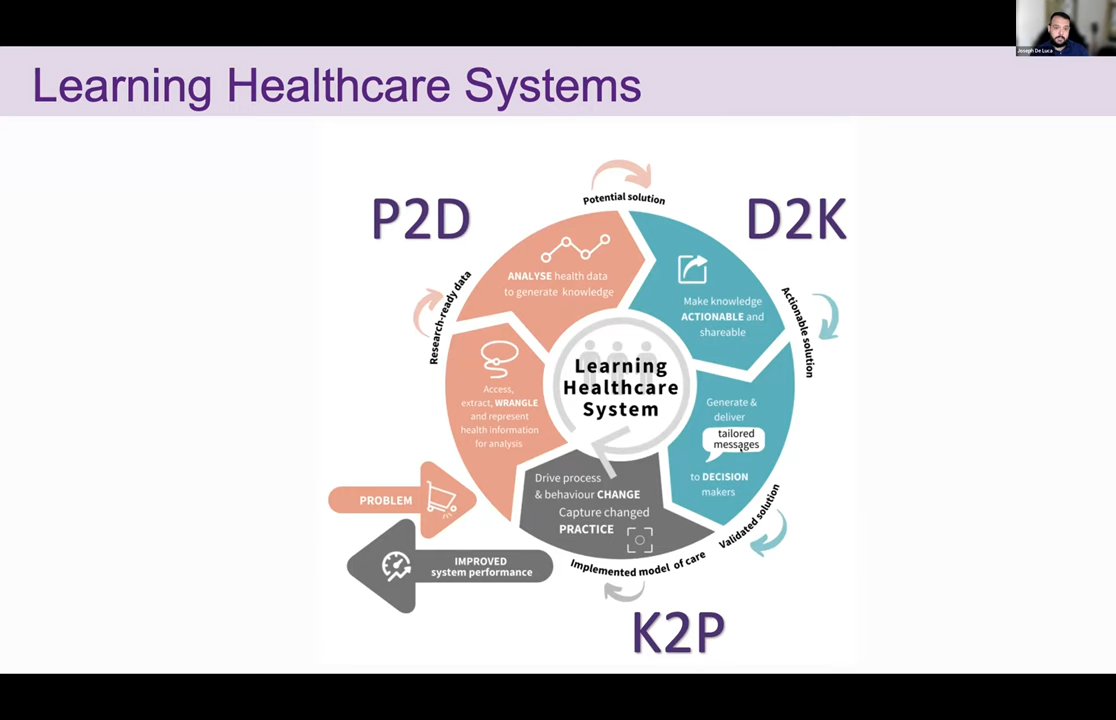 Joseph De Luca
Learning Healthcare Systems
P2D
D2K
Potential solution
Research-ready data
ANALYSE health data
to generate knowledge
Make knowledge
ACTIONABLE and
shareable
Actionable solution
Learning
Healthcare
System
Access,
extract, WRANGLE
and represent
health information
for analysis
Generate &
deliver
tailored
messages
to DECISION
makers
Validated solution
Drive process
& behaviour CHANGE
Capture changed
PRACTICE
Implemented model of care
PROBLEM
IMPROVED
system performance
K2P